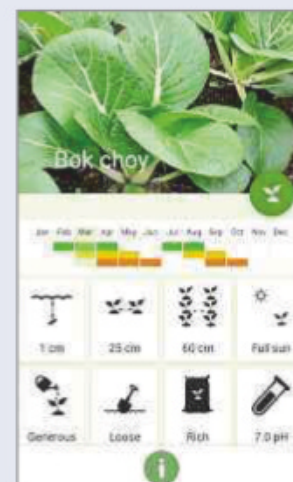 Bok choy
Jan Feb Mar Apr May Jun Jul Aug Sep Oct Nov Dec
1 cm 25 cm 60 cm Full sun
Generous Loose Rich 7.0 pH
i